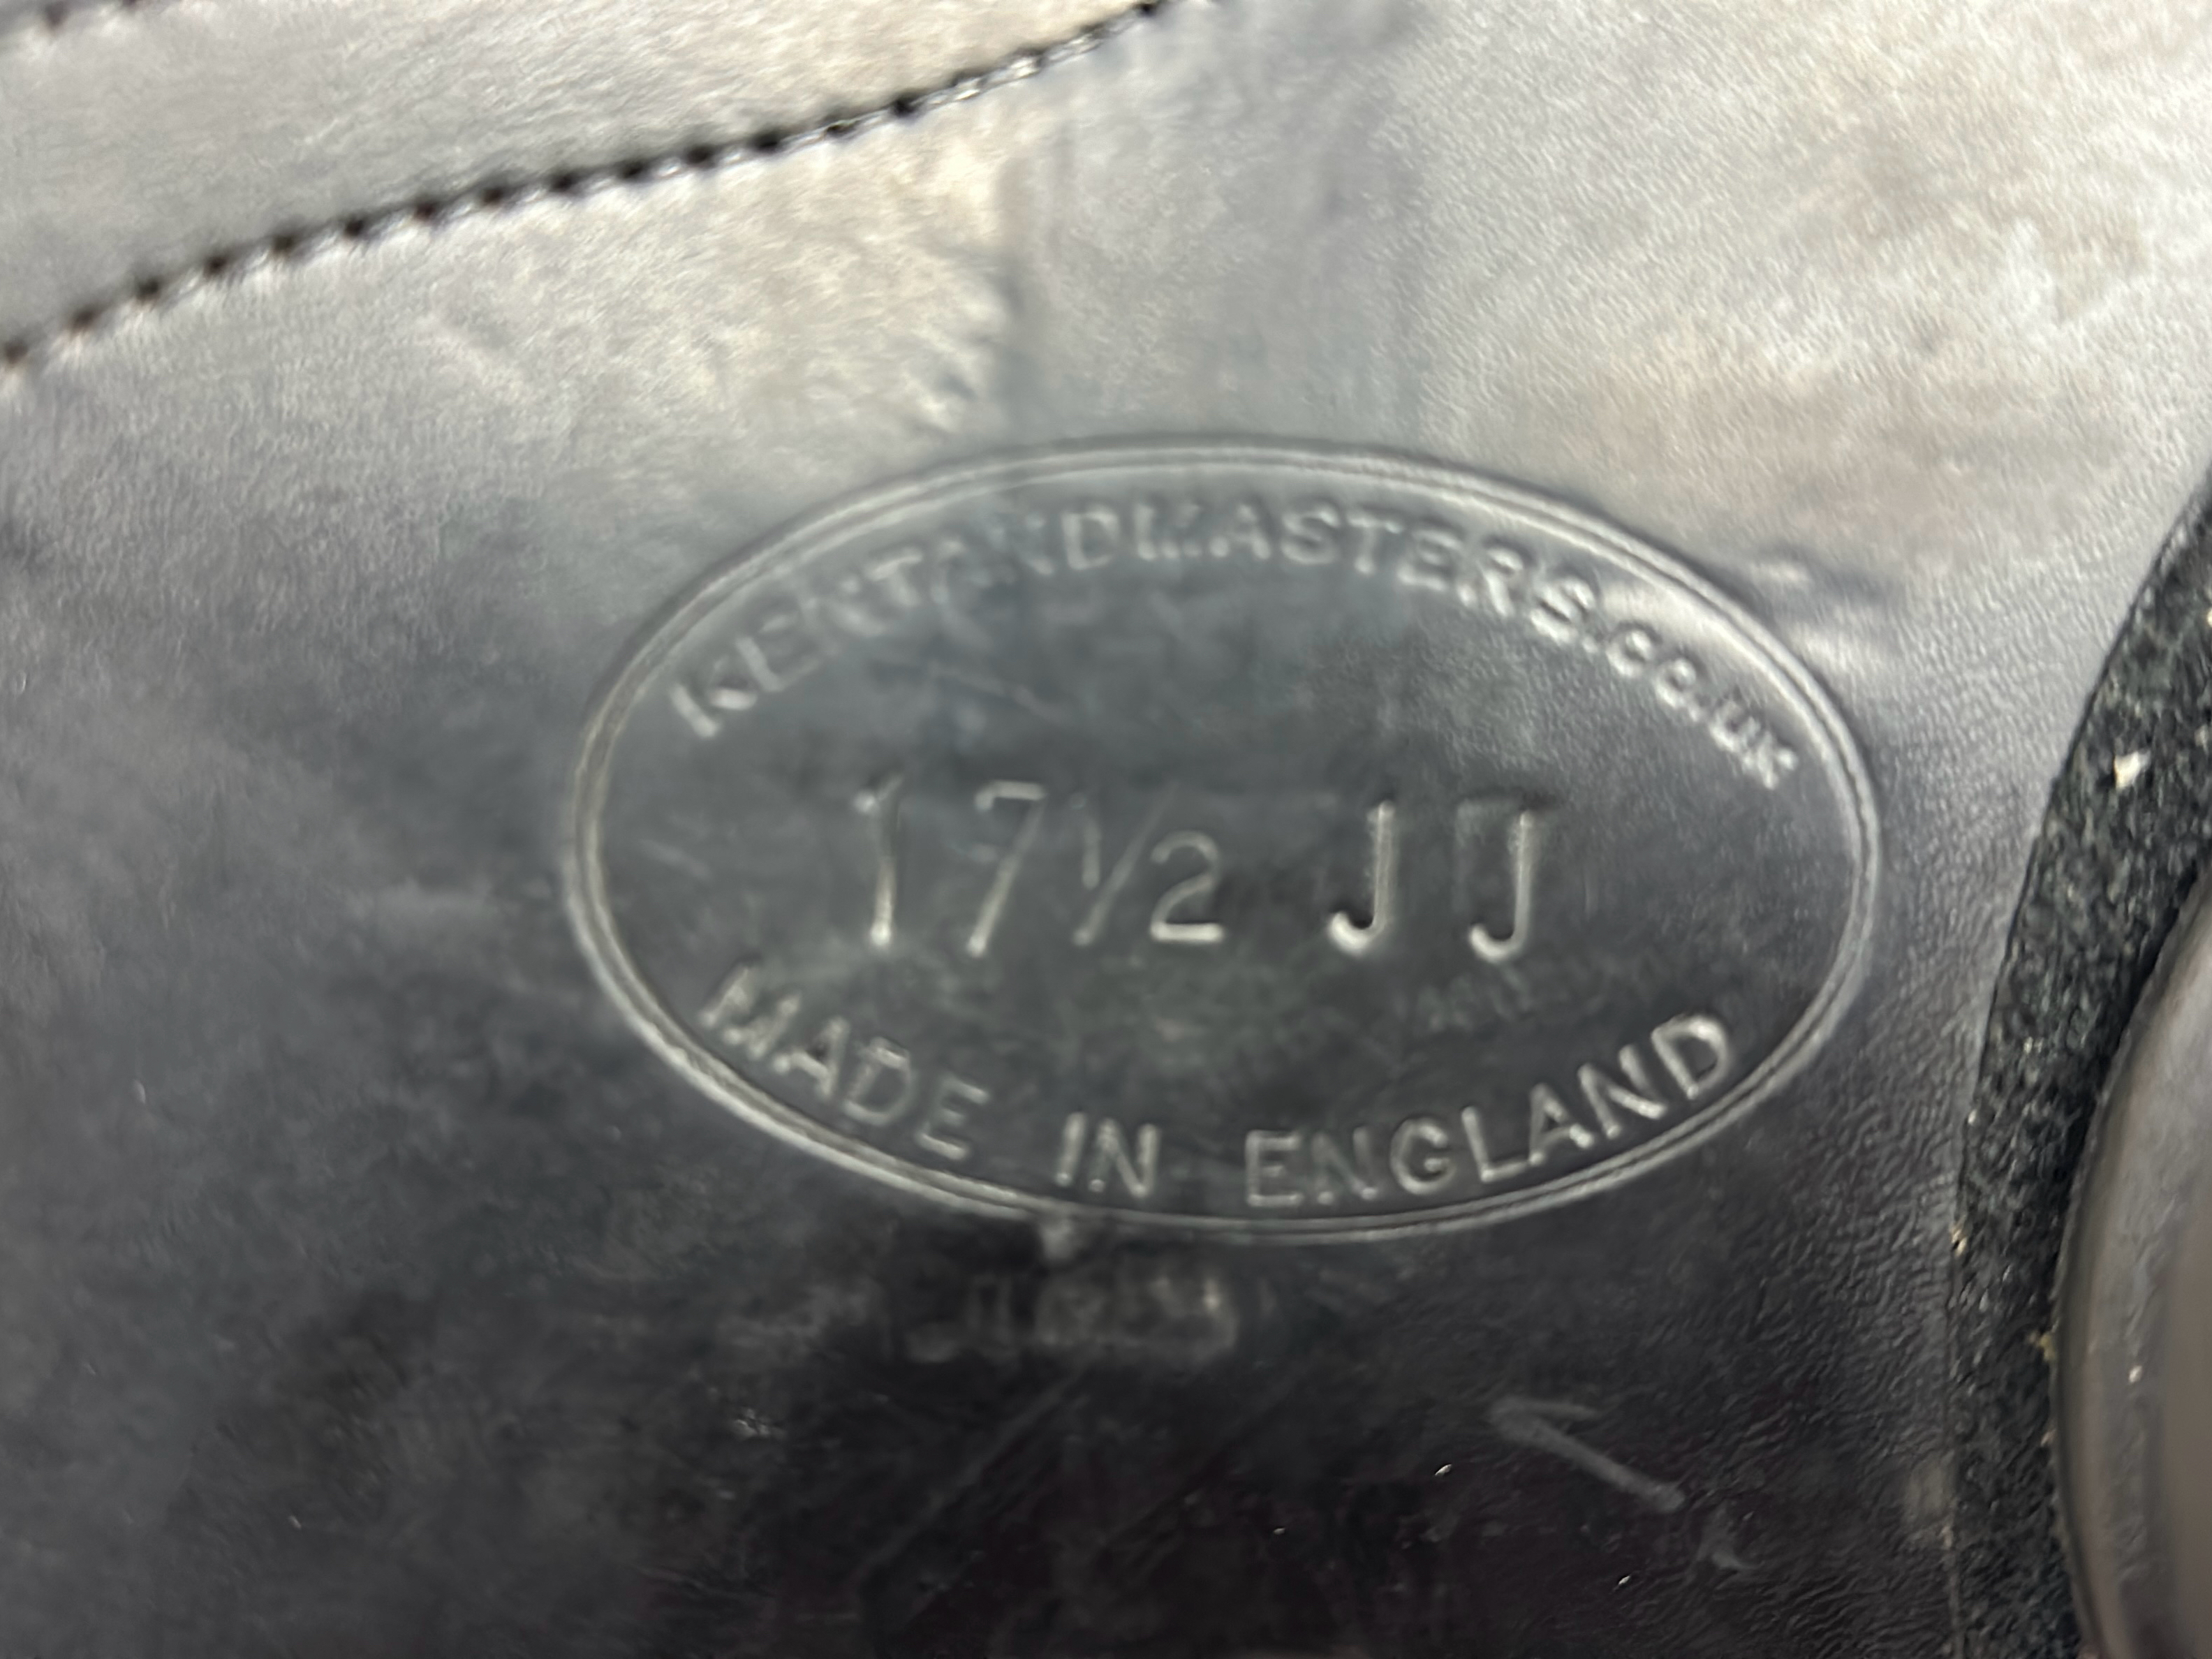 KENTANDMASTERS.co.uk
17½ JJ
MADE IN ENGLAND